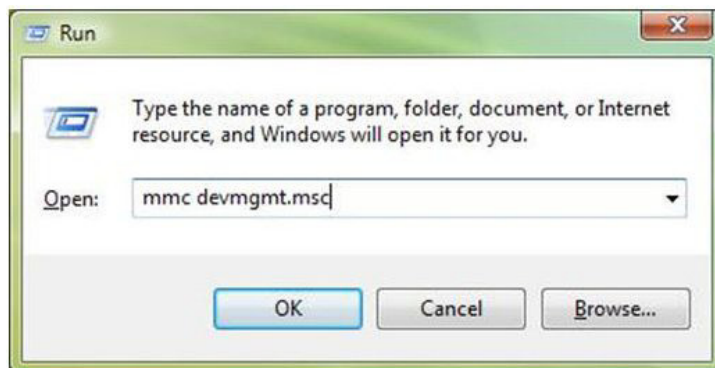 Run
Type the name of a program, folder, document, or Internet
resource, and Windows will open it for you.
Open: mmc devmgmt.msc
OK Cancel Browse...